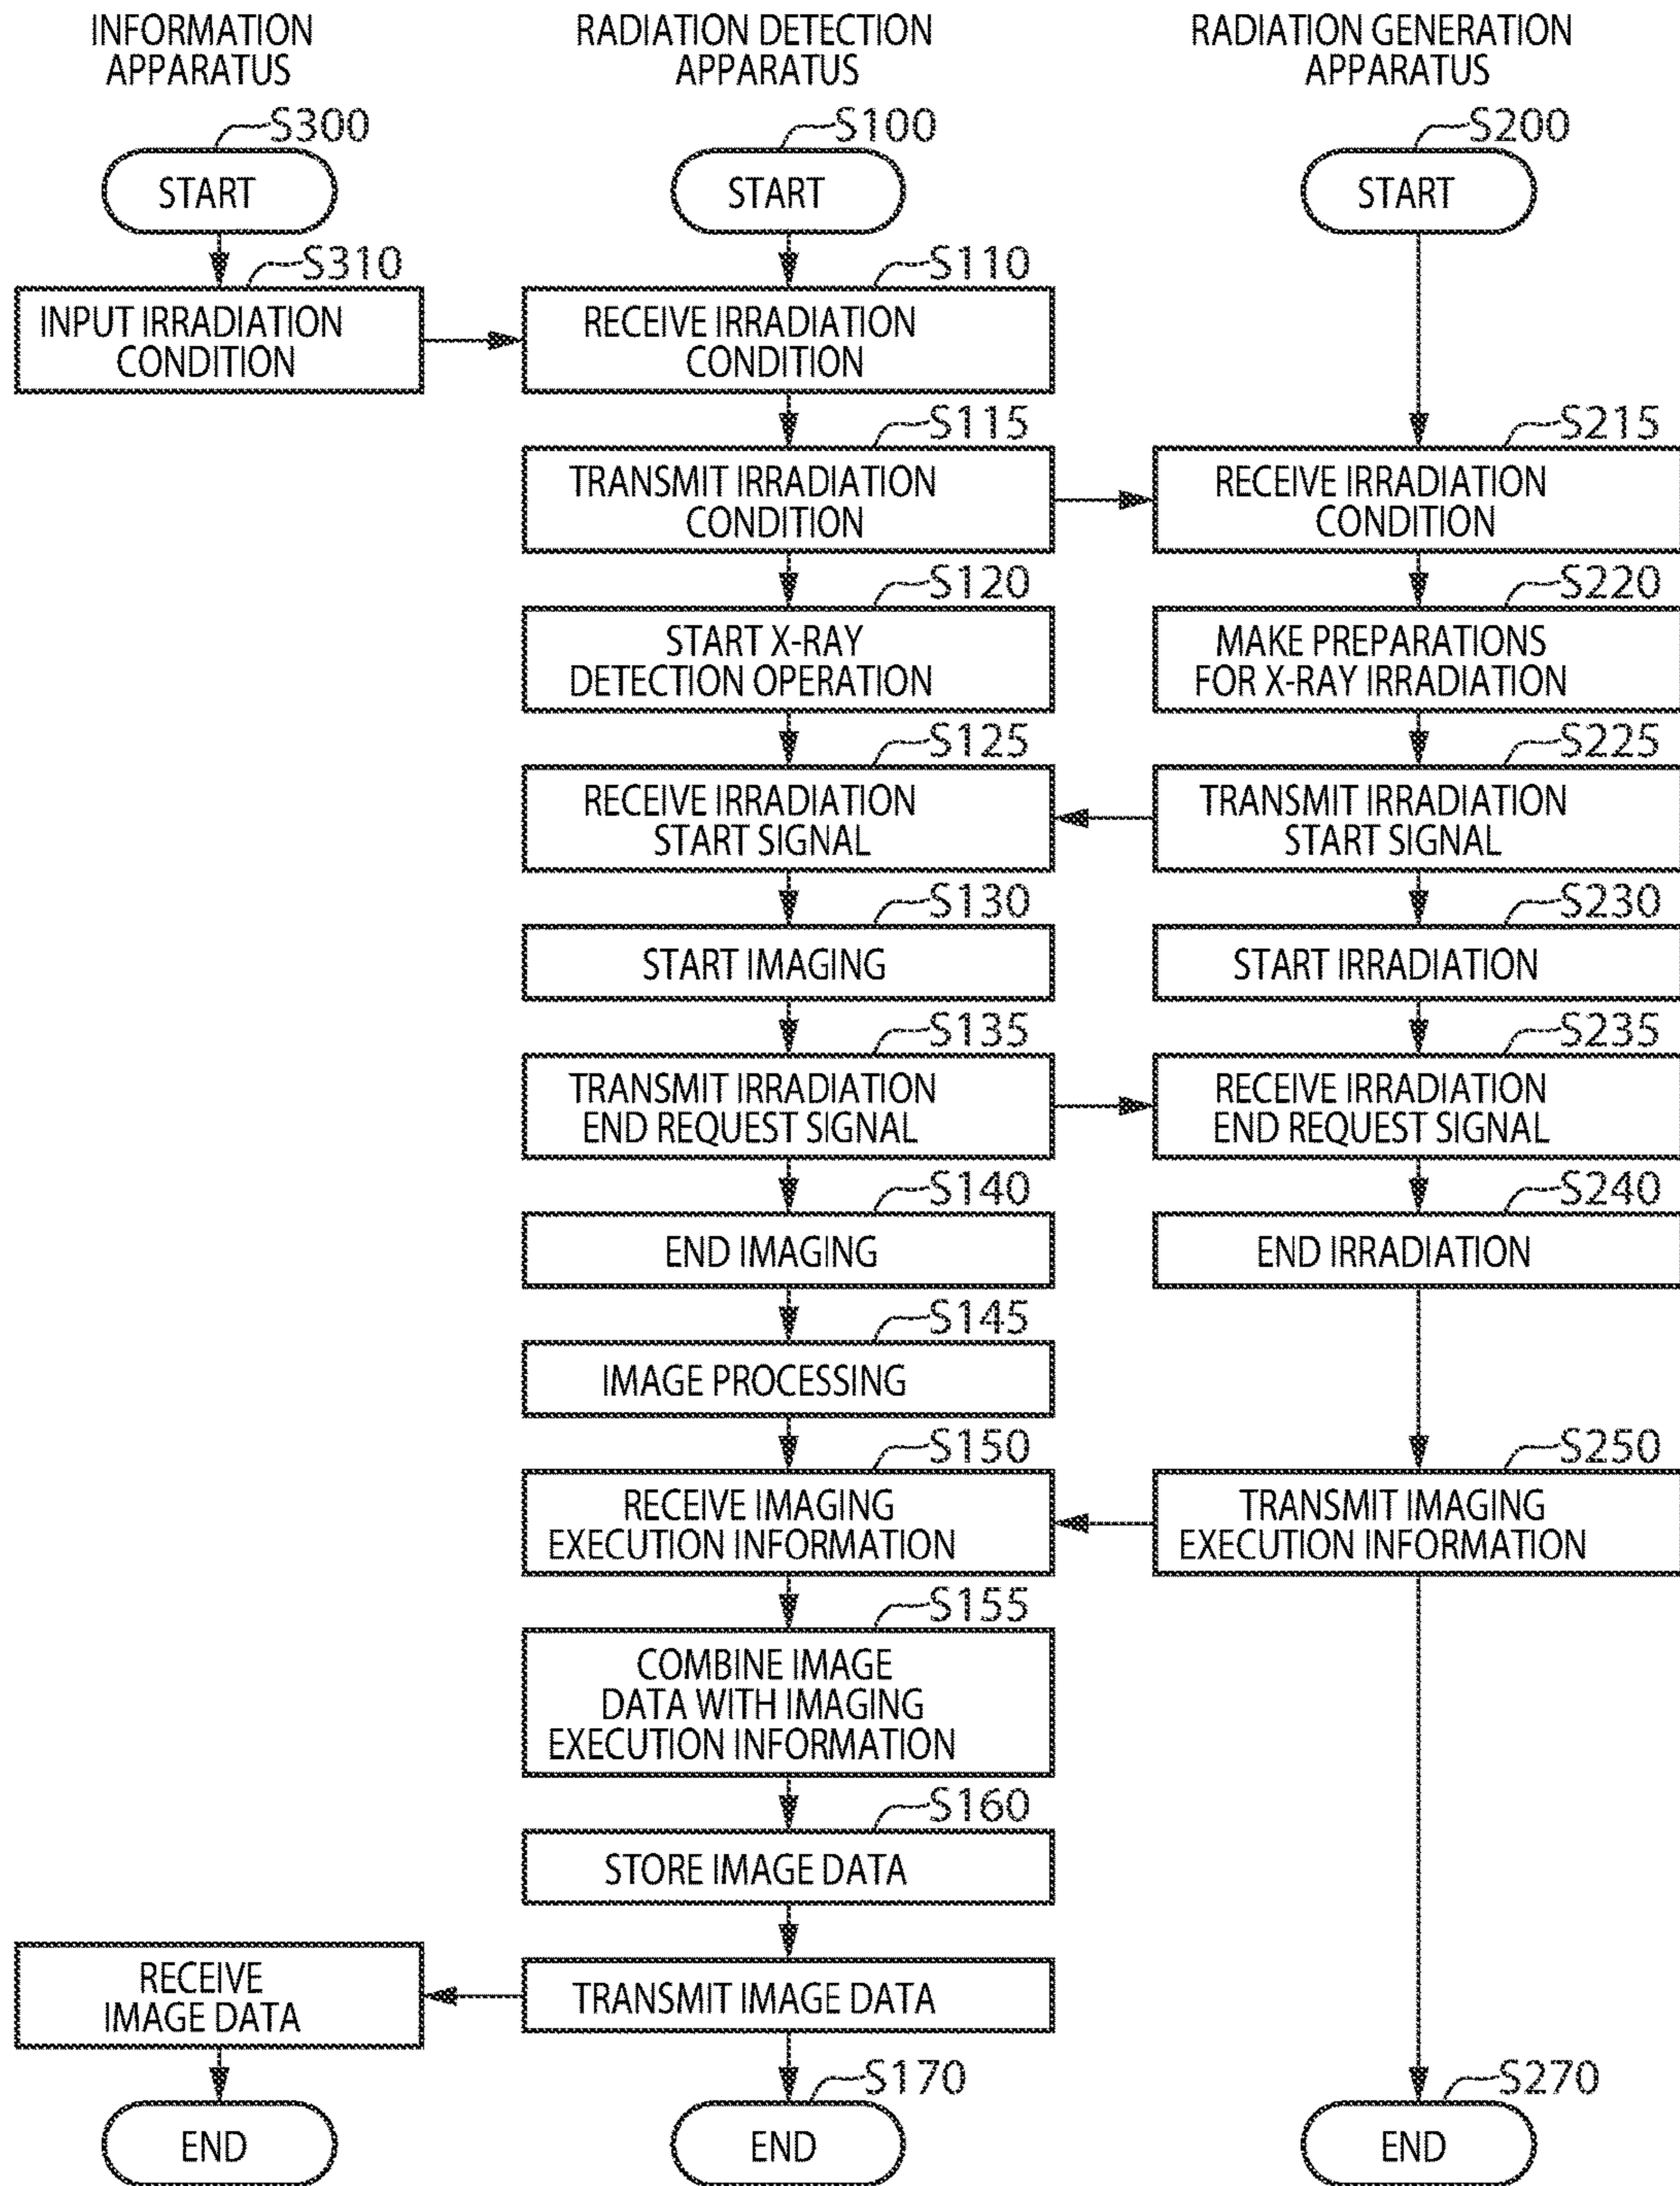 INFORMATION
APPARATUS
RADIATION DETECTION
APPARATUS
RADIATION GENERATION
APPARATUS
S300
START
S100
START
S200
START
S310
INPUT IRRADIATION
CONDITION
S110
RECEIVE IRRADIATION
CONDITION
S115
TRANSMIT IRRADIATION
CONDITION
S215
RECEIVE IRRADIATION
CONDITION
S120
START X-RAY
DETECTION OPERATION
S220
MAKE PREPARATIONS
FOR X-RAY IRRADIATION
S125
RECEIVE IRRADIATION
START SIGNAL
S225
TRANSMIT IRRADIATION
START SIGNAL
S130
START IMAGING
S230
START IRRADIATION
S135
TRANSMIT IRRADIATION
END REQUEST SIGNAL
S235
RECEIVE IRRADIATION
END REQUEST SIGNAL
S140
END IMAGING
S240
END IRRADIATION
S145
IMAGE PROCESSING
S150
RECEIVE IMAGING
EXECUTION INFORMATION
S250
TRANSMIT IMAGING
EXECUTION INFORMATION
S155
COMBINE IMAGE
DATA WITH IMAGING
EXECUTION INFORMATION
S160
STORE IMAGE DATA
RECEIVE
IMAGE DATA
TRANSMIT IMAGE DATA
END
S170
END
S270
END